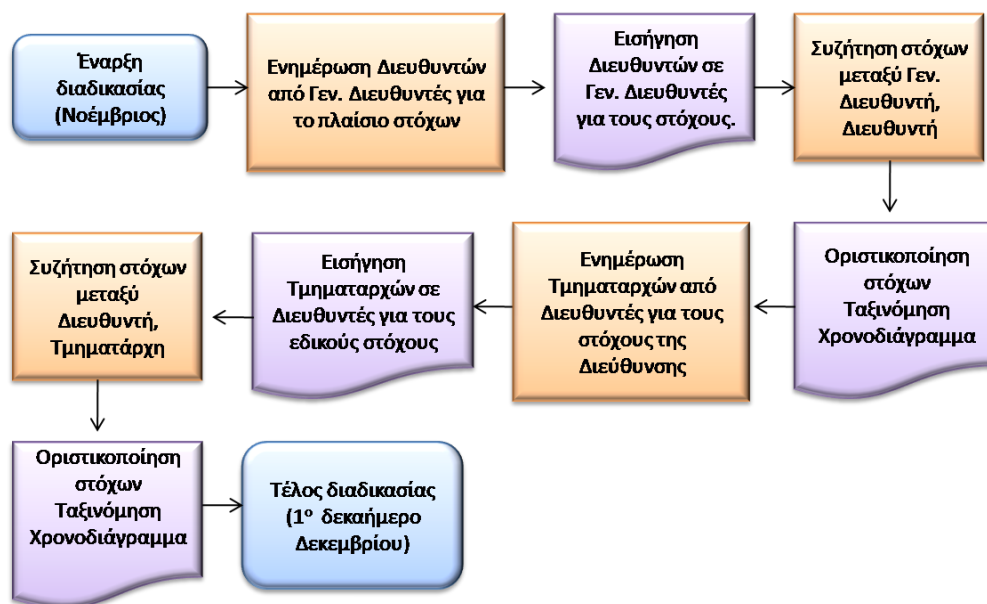 Έναρξη
διαδικασίας
(Νοέμβριος)
Ενημέρωση Διευθυντών
από Γεν. Διευθυντές για
το πλαίσιο στόχων
Εισήγηση
Διευθυντών σε
Γεν. Διευθυντές
για τους στόχους.
Συζήτηση στόχων
μεταξύ Γεν.
Διευθυντή,
Διευθυντή
Οριστικοποίηση
στόχων
Ταξινόμηση
Χρονοδιάγραμμα
Ενημέρωση
Τμηματαρχών από
Διευθυντές για τους
στόχους της
Διεύθυνσης
Εισήγηση
Τμηματαρχών σε
Διευθυντές για τους
εδικούς στόχους
Συζήτηση στόχων
μεταξύ
Διευθυντή,
Τμηματάρχη
Οριστικοποίηση
στόχων
Ταξινόμηση
Χρονοδιάγραμμα
Τέλος διαδικασίας
(1ο δεκαήμερο
Δεκεμβρίου)